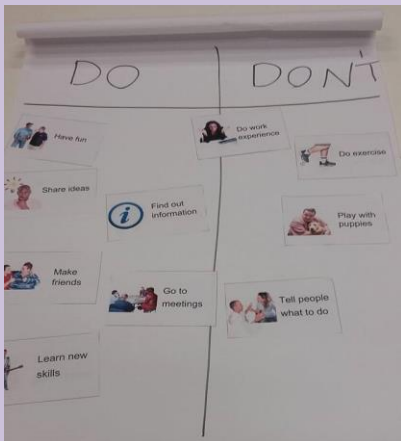 DO
DON'T
Have fun
Do work
experience
Do exercise
Share ideas
i
Find out
information
Play with
puppies
Make
friends
Go to
meetings
Tell people
what to do
Learn new
skills